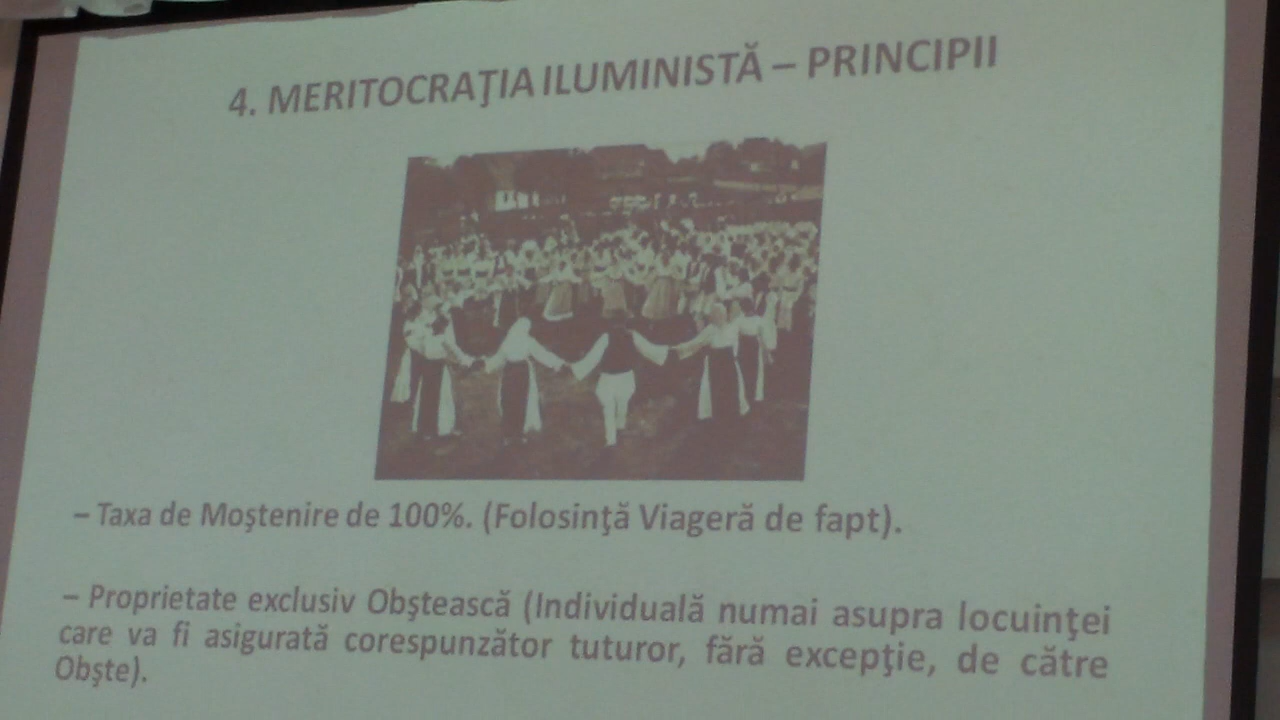 4. MERITOCRAŢIA ILUMINISTĂ – PRINCIPII
– Taxa de Moştenire de 100%. (Folosinţă Viageră de fapt).
– Proprietate exclusiv Obştească (Individuală numai asupra locuinţei
care va fi asigurată corespunzător tuturor, fără excepţie, de către
Obşte).